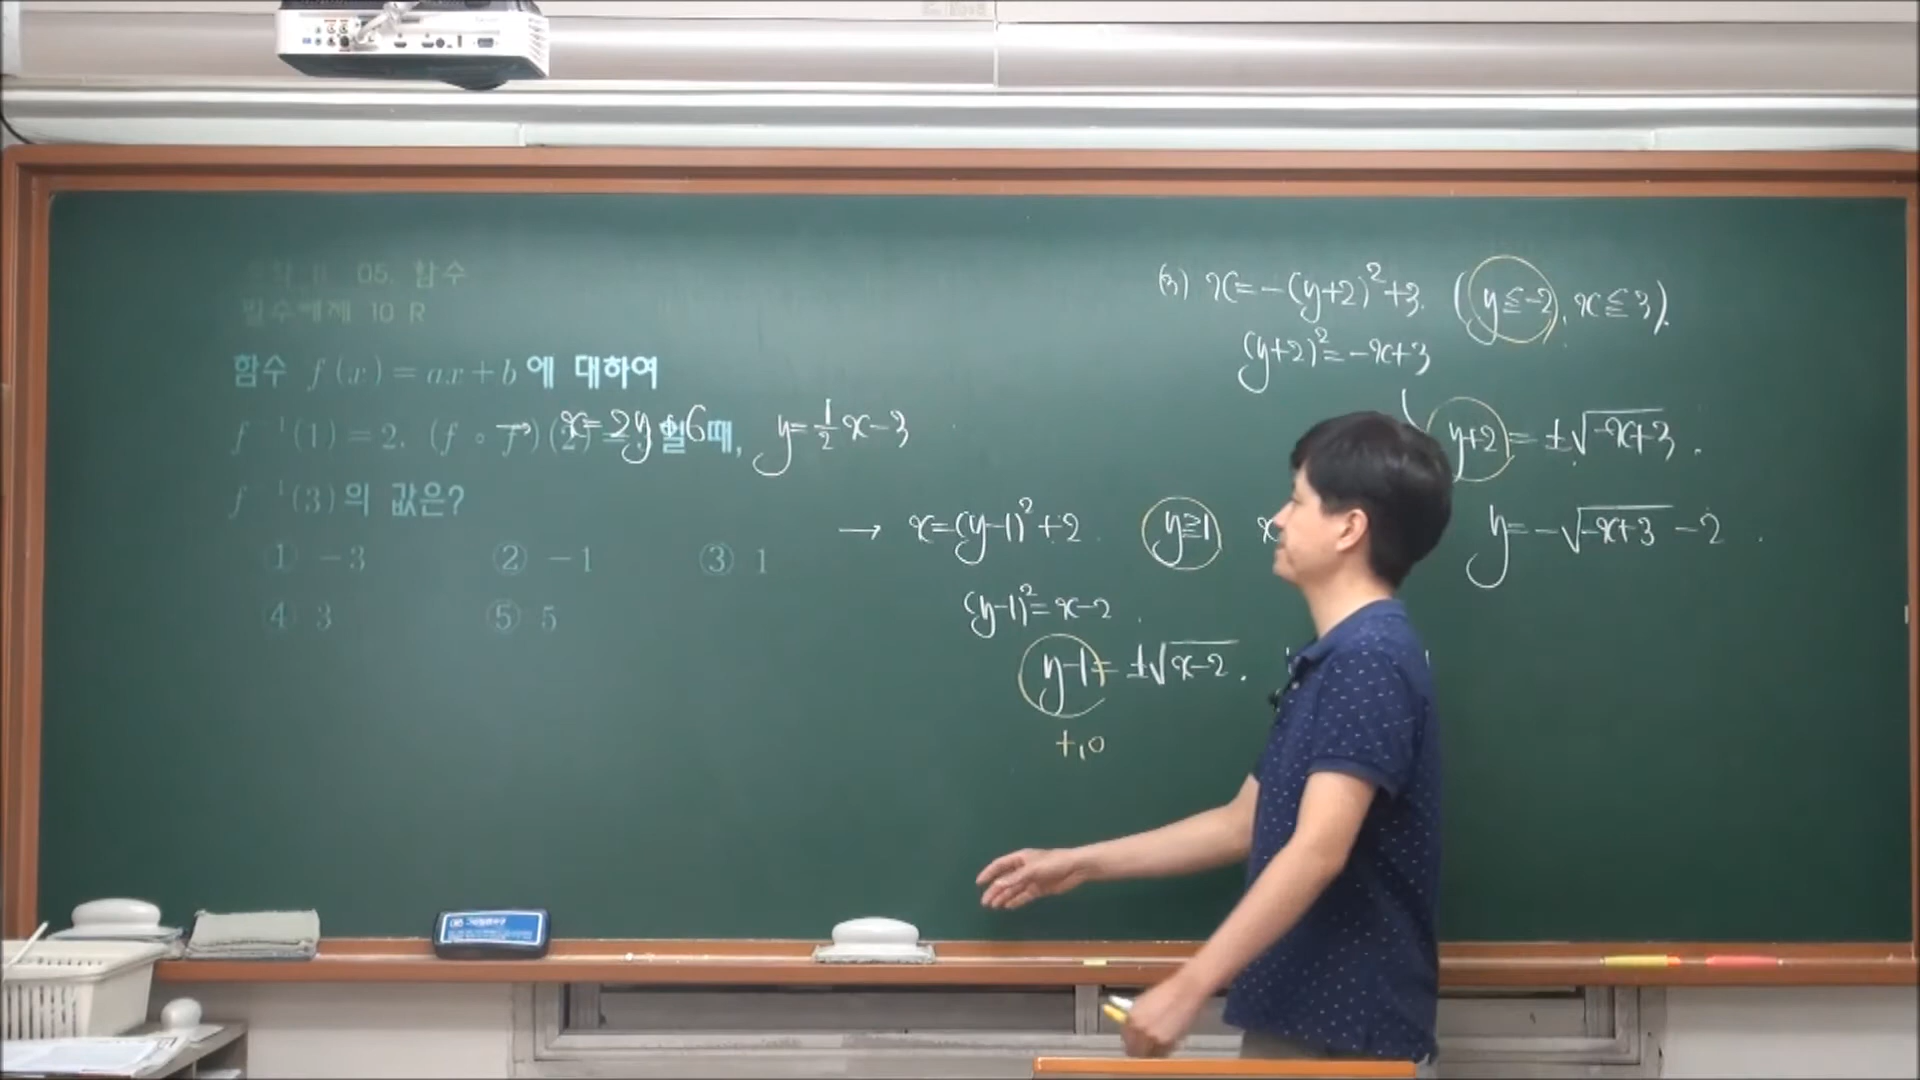 05. 함수
필수예제 10 R
함수 f(x)=ax+b에 대하여
f⁻¹(1)=2, (f∘f)(2)= 일 때,
f⁻¹(3)의 값은?
① -3 ② -1 ③ 1
④ 3 ⑤ 5
→ x=2y+6 y=1/2x-3
→ x=(y-1)²+2 y≧1 x
(y-1)²=x-2
y-1=±√(x-2).
+,0
(3) x=-(y+2)²+3. (y≦-2, x≦3).
(y+2)²=-x+3
y+2=±√(-x+3).
y=-√(-x+3)-2.